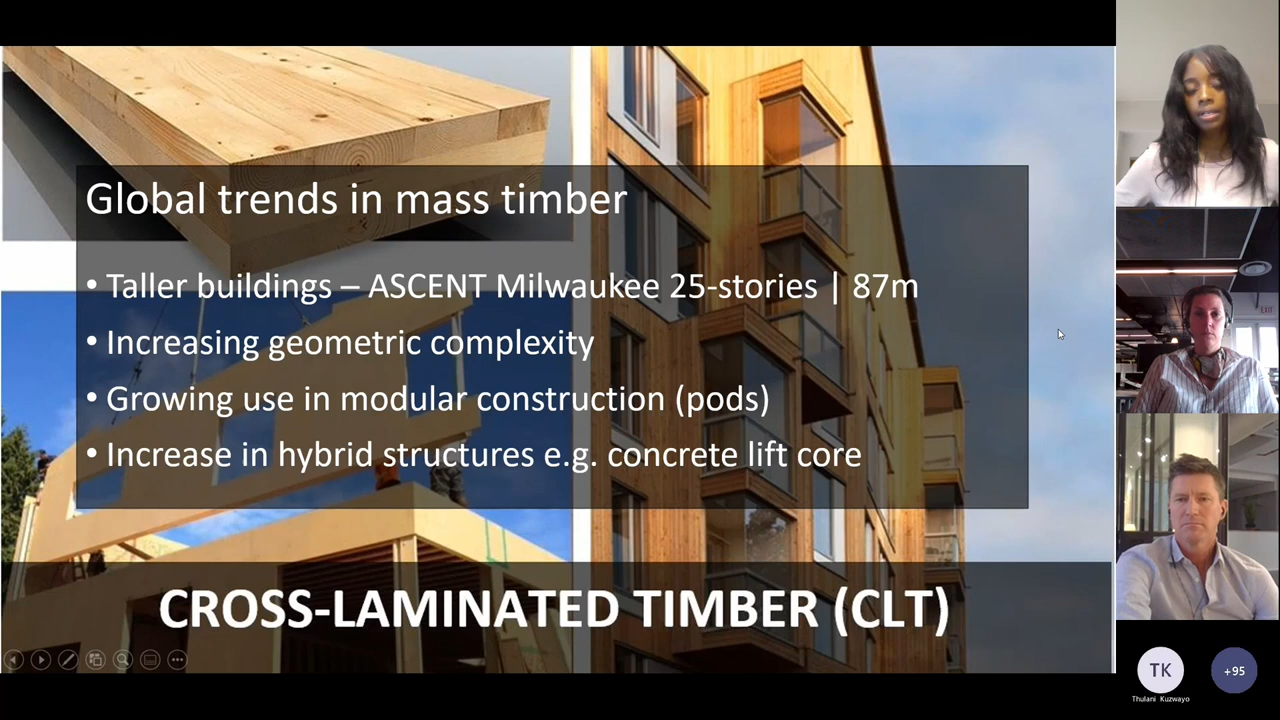 Global trends in mass timber
• Taller buildings – ASCENT Milwaukee 25-stories | 87m
• Increasing geometric complexity
• Growing use in modular construction (pods)
• Increase in hybrid structures e.g. concrete lift core
CROSS-LAMINATED TIMBER (CLT)
EXIT
TK
+95
Thulani Kuzwayo